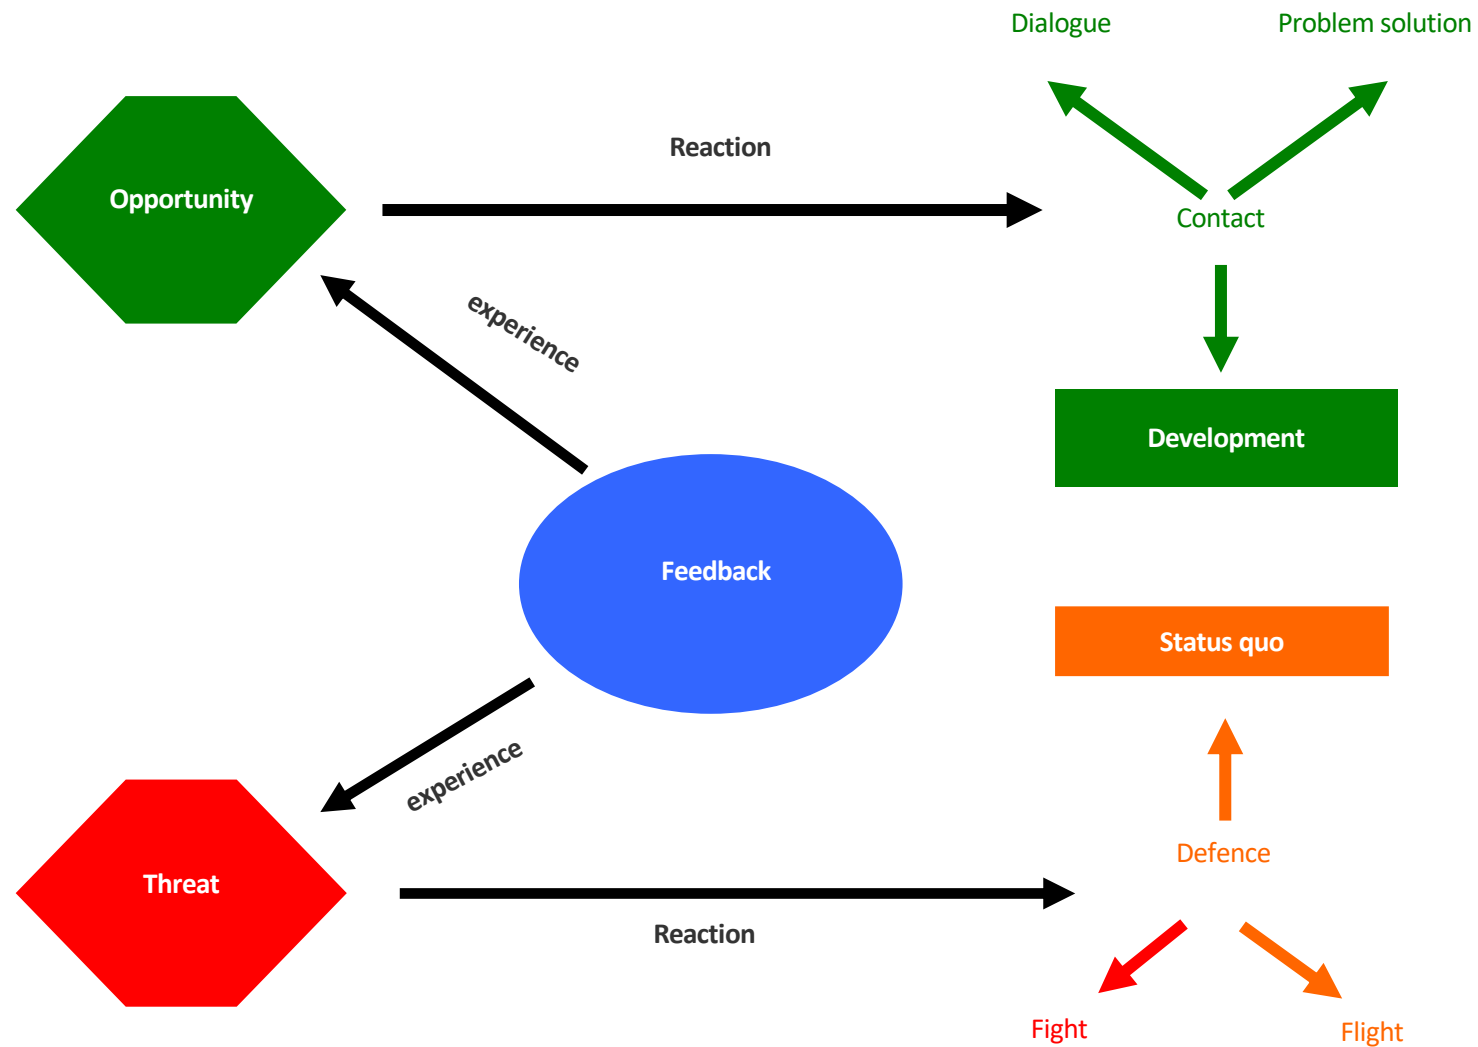 Dialogue
Problem solution
Reaction
Opportunity
Contact
experience
Development
Feedback
Status quo
experience
Defence
Threat
Reaction
Fight
Flight